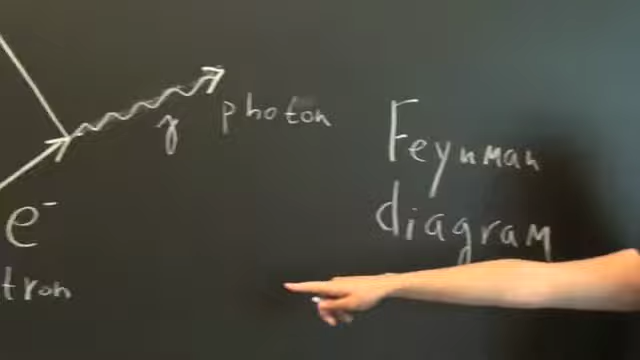 γ photon
Feynman
diagram
e⁻
tron